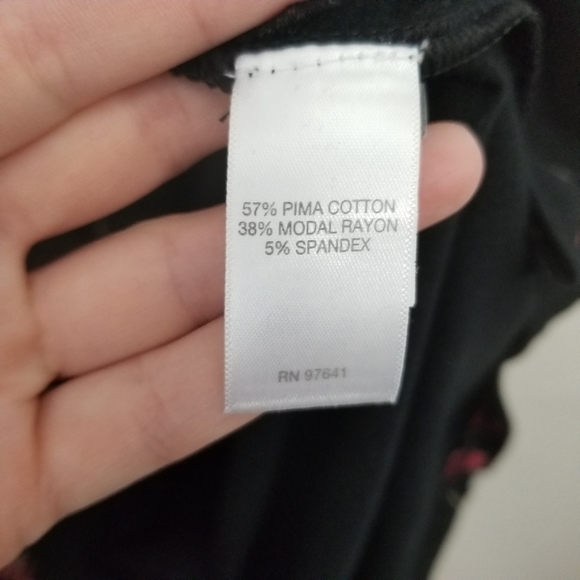 57% PIMA COTTON
38% MODAL RAYON
5% SPANDEX
RN 97641